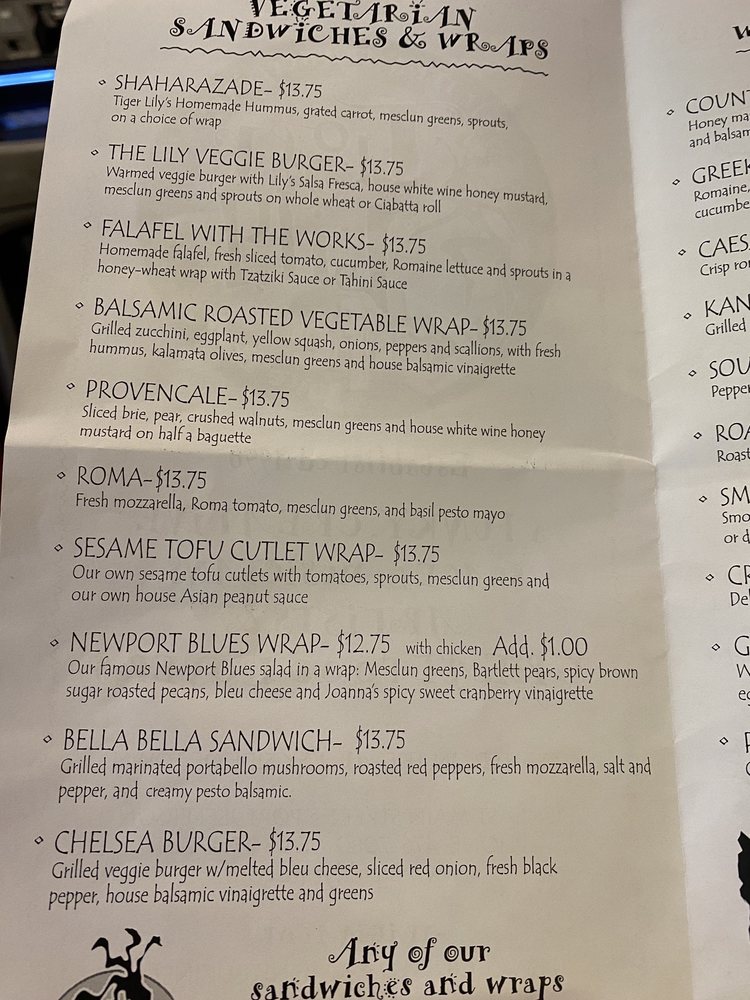 VEGETARIAN
SANDWICHES & WRAPS
SHAHARAZADE- $13.75
Tiger Lily's Homemade Hummus, grated carrot, mesclun greens, sprouts,
on a choice of wrap
THE LILY VEGGIE BURGER- $13.75
Warmed veggie burger with Lily's Salsa Fresca, house white wine honey mustard,
mesclun greens and sprouts on whole wheat or Ciabatta roll
FALAFEL WITH THE WORKS- $13.75
Homemade falafel, fresh sliced tomato, cucumber, Romaine lettuce and sprouts in a
honey-wheat wrap with Tzatziki Sauce or Tahini Sauce
BALSAMIC ROASTED VEGETABLE WRAP- $13.75
Grilled zucchini, eggplant, yellow squash, onions, peppers and scallions, with fresh
hummus, kalamata olives, mesclun greens and house balsamic vinaigrette
PROVENCALE- $13.75
Sliced brie, pear, crushed walnuts, mesclun greens and house white wine honey
mustard on half a baguette
ROMA- $13.75
Fresh mozzarella, Roma tomato, mesclun greens, and basil pesto mayo
SESAME TOFU CUTLET WRAP- $13.75
Our own sesame tofu cutlets with tomatoes, sprouts, mesclun greens and
our own house Asian peanut sauce
NEWPORT BLUES WRAP- $12.75 with chicken Add. $1.00
Our famous Newport Blues salad in a wrap: Mesclun greens, Bartlett pears, spicy brown
sugar roasted pecans, bleu cheese and Joanna's spicy sweet cranberry vinaigrette
BELLA BELLA SANDWICH- $13.75
Grilled marinated portabello mushrooms, roasted red peppers, fresh mozzarella, salt and
pepper, and creamy pesto balsamic.
CHELSEA BURGER- $13.75
Grilled veggie burger w/melted bleu cheese, sliced red onion, fresh black
pepper, house balsamic vinaigrette and greens
Any of our
sandwiches and wraps
COUNT
Honey ma
and balsam
GREEK
Romaine,
cucumbe
CAES
Crisp ro
KAN
Grilled
SOU
Pepper
ROA
Roast
SM
Smo
or d
CR
Del
G
W